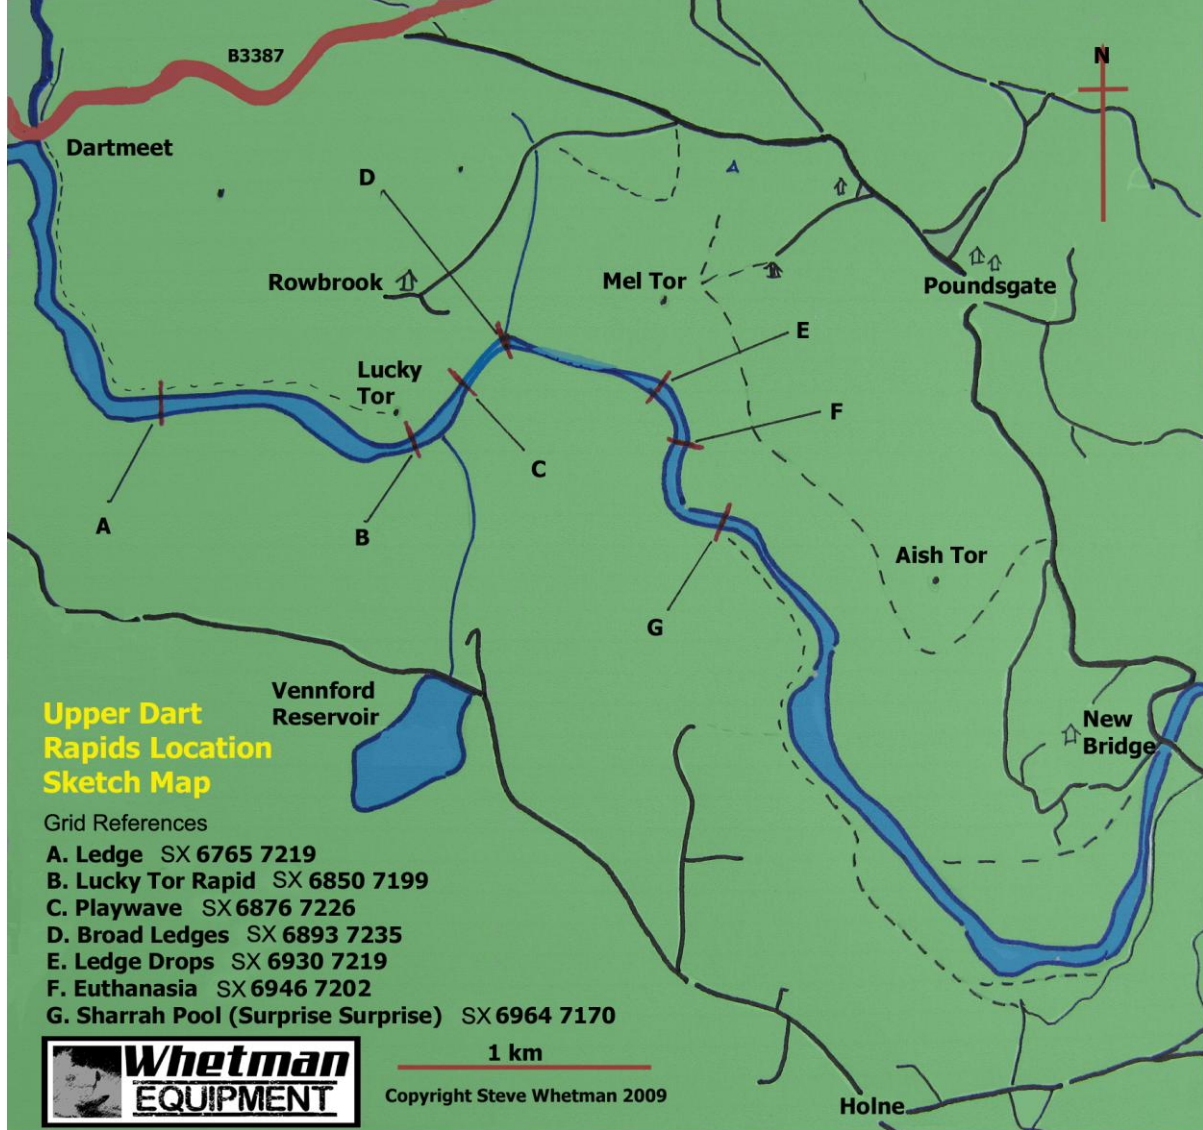 B3387
N
Dartmeet
D
Rowbrook
Mel Tor
Poundsgate
E
Lucky
Tor
F
C
A
B
Aish Tor
G
Vennford
Reservoir
New
Bridge
Upper Dart
Rapids Location
Sketch Map
Grid References
A. Ledge SX 6765 7219
B. Lucky Tor Rapid SX 6850 7199
C. Playwave SX 6876 7226
D. Broad Ledges SX 6893 7235
E. Ledge Drops SX 6930 7219
F. Euthanasia SX 6946 7202
G. Sharrah Pool (Surprise Surprise) SX 6964 7170
Whetman
EQUIPMENT
1 km
Copyright Steve Whetman 2009
Holne